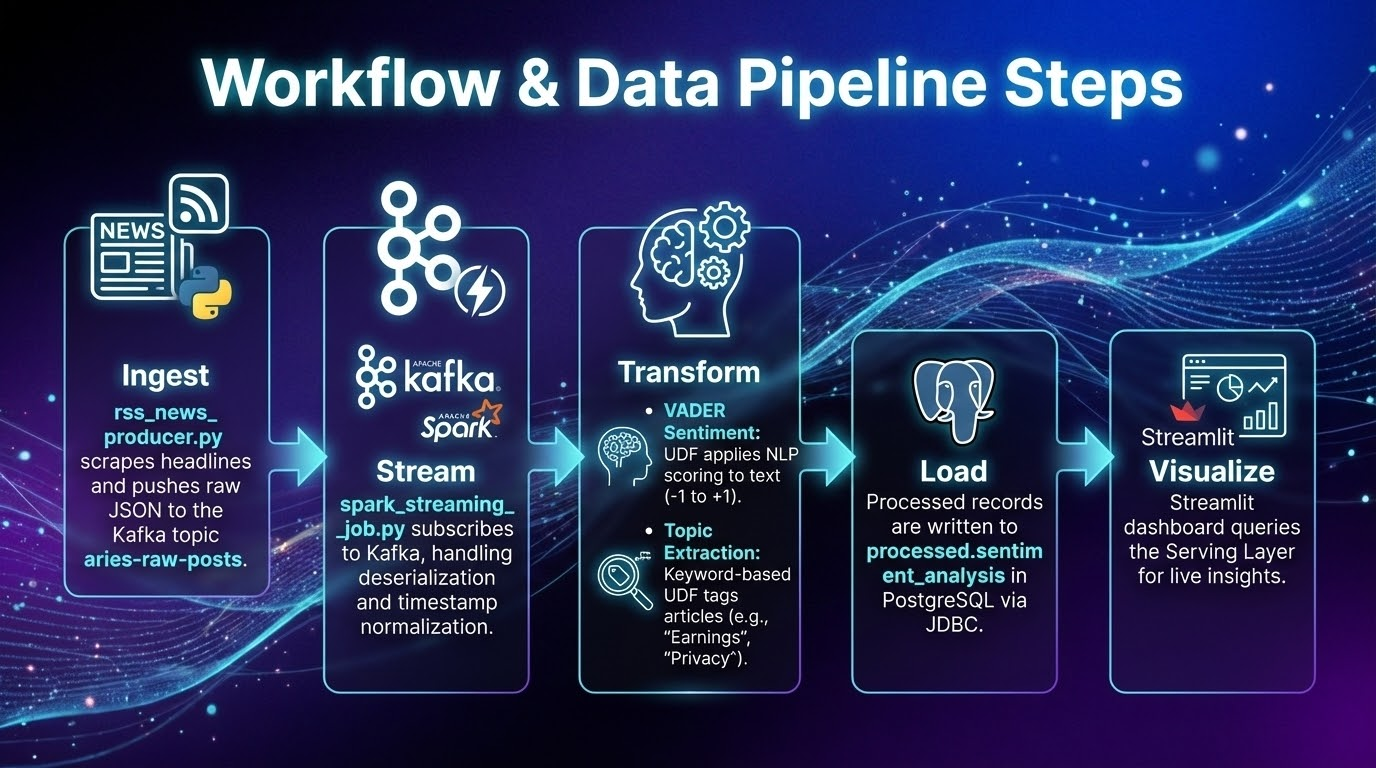 Workflow & Data Pipeline Steps
NEWS
Ingest
rss_news_
producer.py
scrapes headlines
and pushes raw
JSON to the
Kafka topic
aries-raw-posts.
APACHE
kafka
APACHE
Spark
Stream
spark_streaming_
_job.py subscribes
to Kafka, handling
deserialization
and timestamp
normalization.
Transform
• VADER
Sentiment:
UDF applies NLP
scoring to text
(-1 to +1).
• Topic
Extraction:
Keyword-based
UDF tags
articles (e.g.,
“Earnings“,
“Privacy^).
Load
Processed records
are written to
processed.sentim
ent_analysis in
PostgreSQL via
JDBC.
Streamlit
Visualize
Streamlit
dashboard queries
the Serving Layer
for live insights.